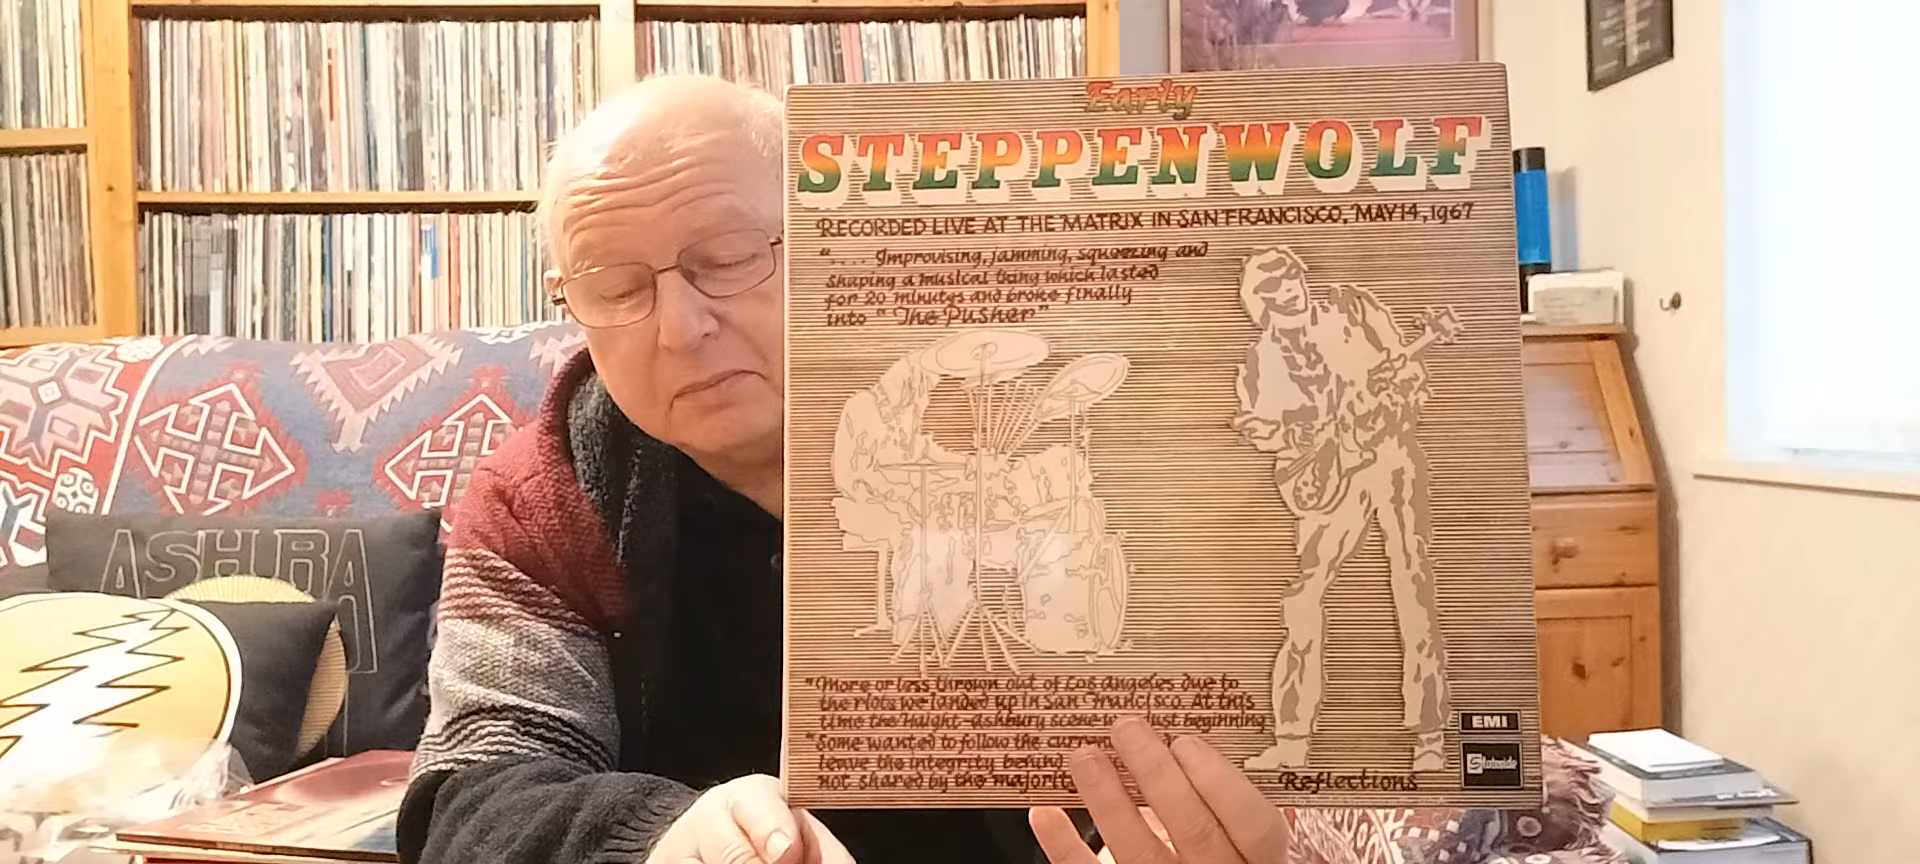 Early
STEPPENWOLF
RECORDED LIVE AT THE MATRIX IN SAN FRANCISCO, MAY 14, 1967
".... Improvising, jamming, squeezing and
shaping a musical thing which lasted
for 20 minutes and broke finally
into "The Pusher"
"More or less thrown out of Los Angeles due to
the riots we landed up in San Francisco. At this
time the Haight-Ashbury scene was just beginning
"Some wanted to follow the
leave the integrity behind
not shared by the majority
Reflections
EMI
Stateside
ASHRA